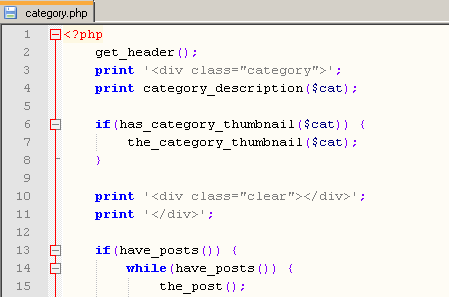 category.php
1 <?php
2 get_header();
3 print '<div class="category">';
4 print category_description($cat);
5
6 if(has_category_thumbnail($cat)) {
7 the_category_thumbnail($cat);
8 }
9
10 print '<div class="clear"></div>';
11 print '</div>';
12
13 if(have_posts()) {
14 while(have_posts()) {
15 the_post();